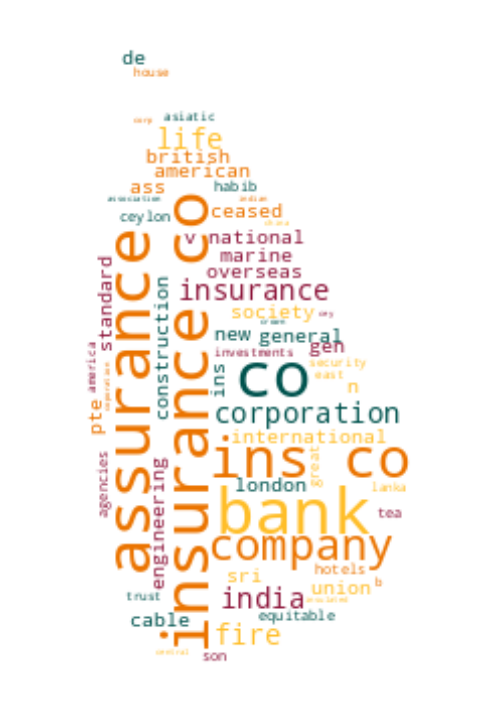 de
house
corp
asiatic
life
british
american
ass
habib
association
indian
ceylon
ceased
china
v
national
marine
overseas
insurance
society
standard
assurance
insurance co
construction
new
general
gen
investments
ins
america
corporation
co
security
east
n
pte
corporation
international
ins co
great
london
lanka
agencies
engineering
bank
tea
company
sri
hotels
b
union
india
associated
trust
equitable
cable
fire
central
son